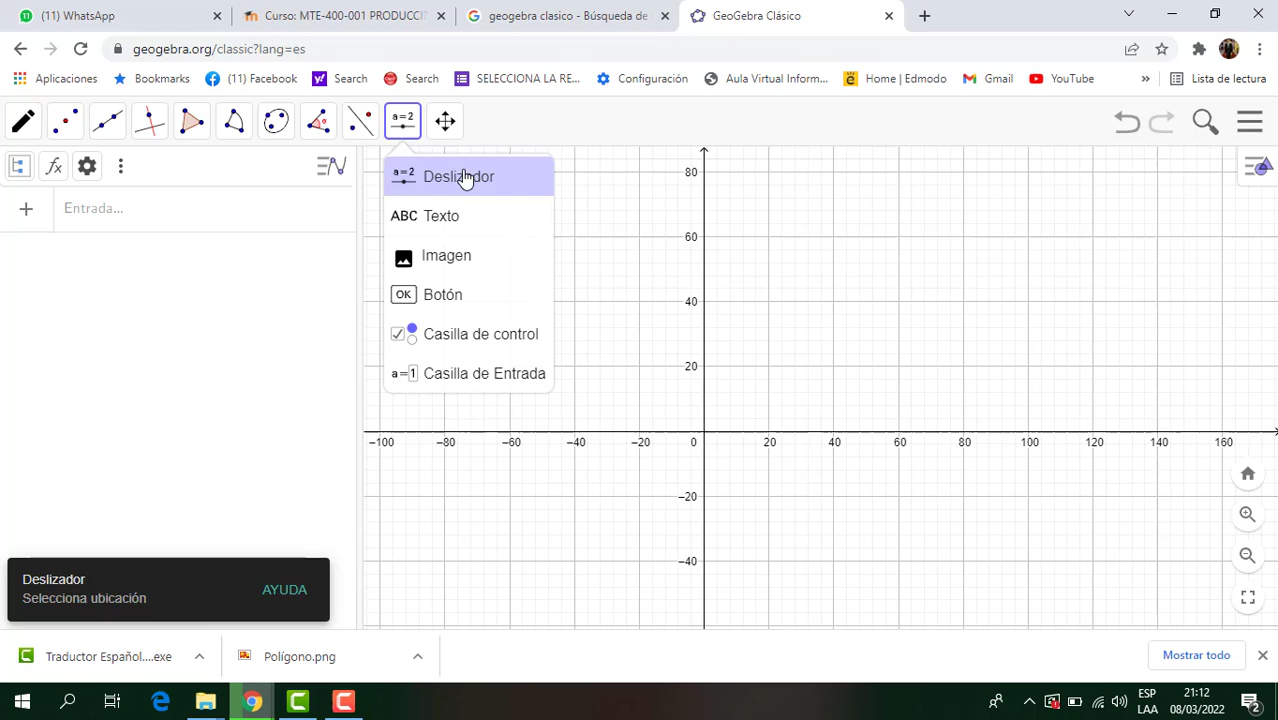 (11) WhatsApp
Curso: MTE-400-001 PRODUCCI
geogebra clasico - Búsqueda de
GeoGebra Clásico
geogebra.org/classic?lang=es
Aplicaciones
Bookmarks
(11) Facebook
Search
Search
SELECCIONA LA RE...
Configuración
Aula Virtual Inform...
Home | Edmodo
Gmail
YouTube
»
Lista de lectura
a=2
Entrada...
a=2 Deslizador
ABC Texto
Imagen
OK Botón
Casilla de control
a=1 Casilla de Entrada
80
60
40
20
−100 −80 −60 −40 −20 0 20 40 60 80 100 120 140 160
−20
−40
Deslizador
Selecciona ubicación
AYUDA
Traductor Español....exe
Polígono.png
Mostrar todo
ESP
LAA
21:12
08/03/2022
2